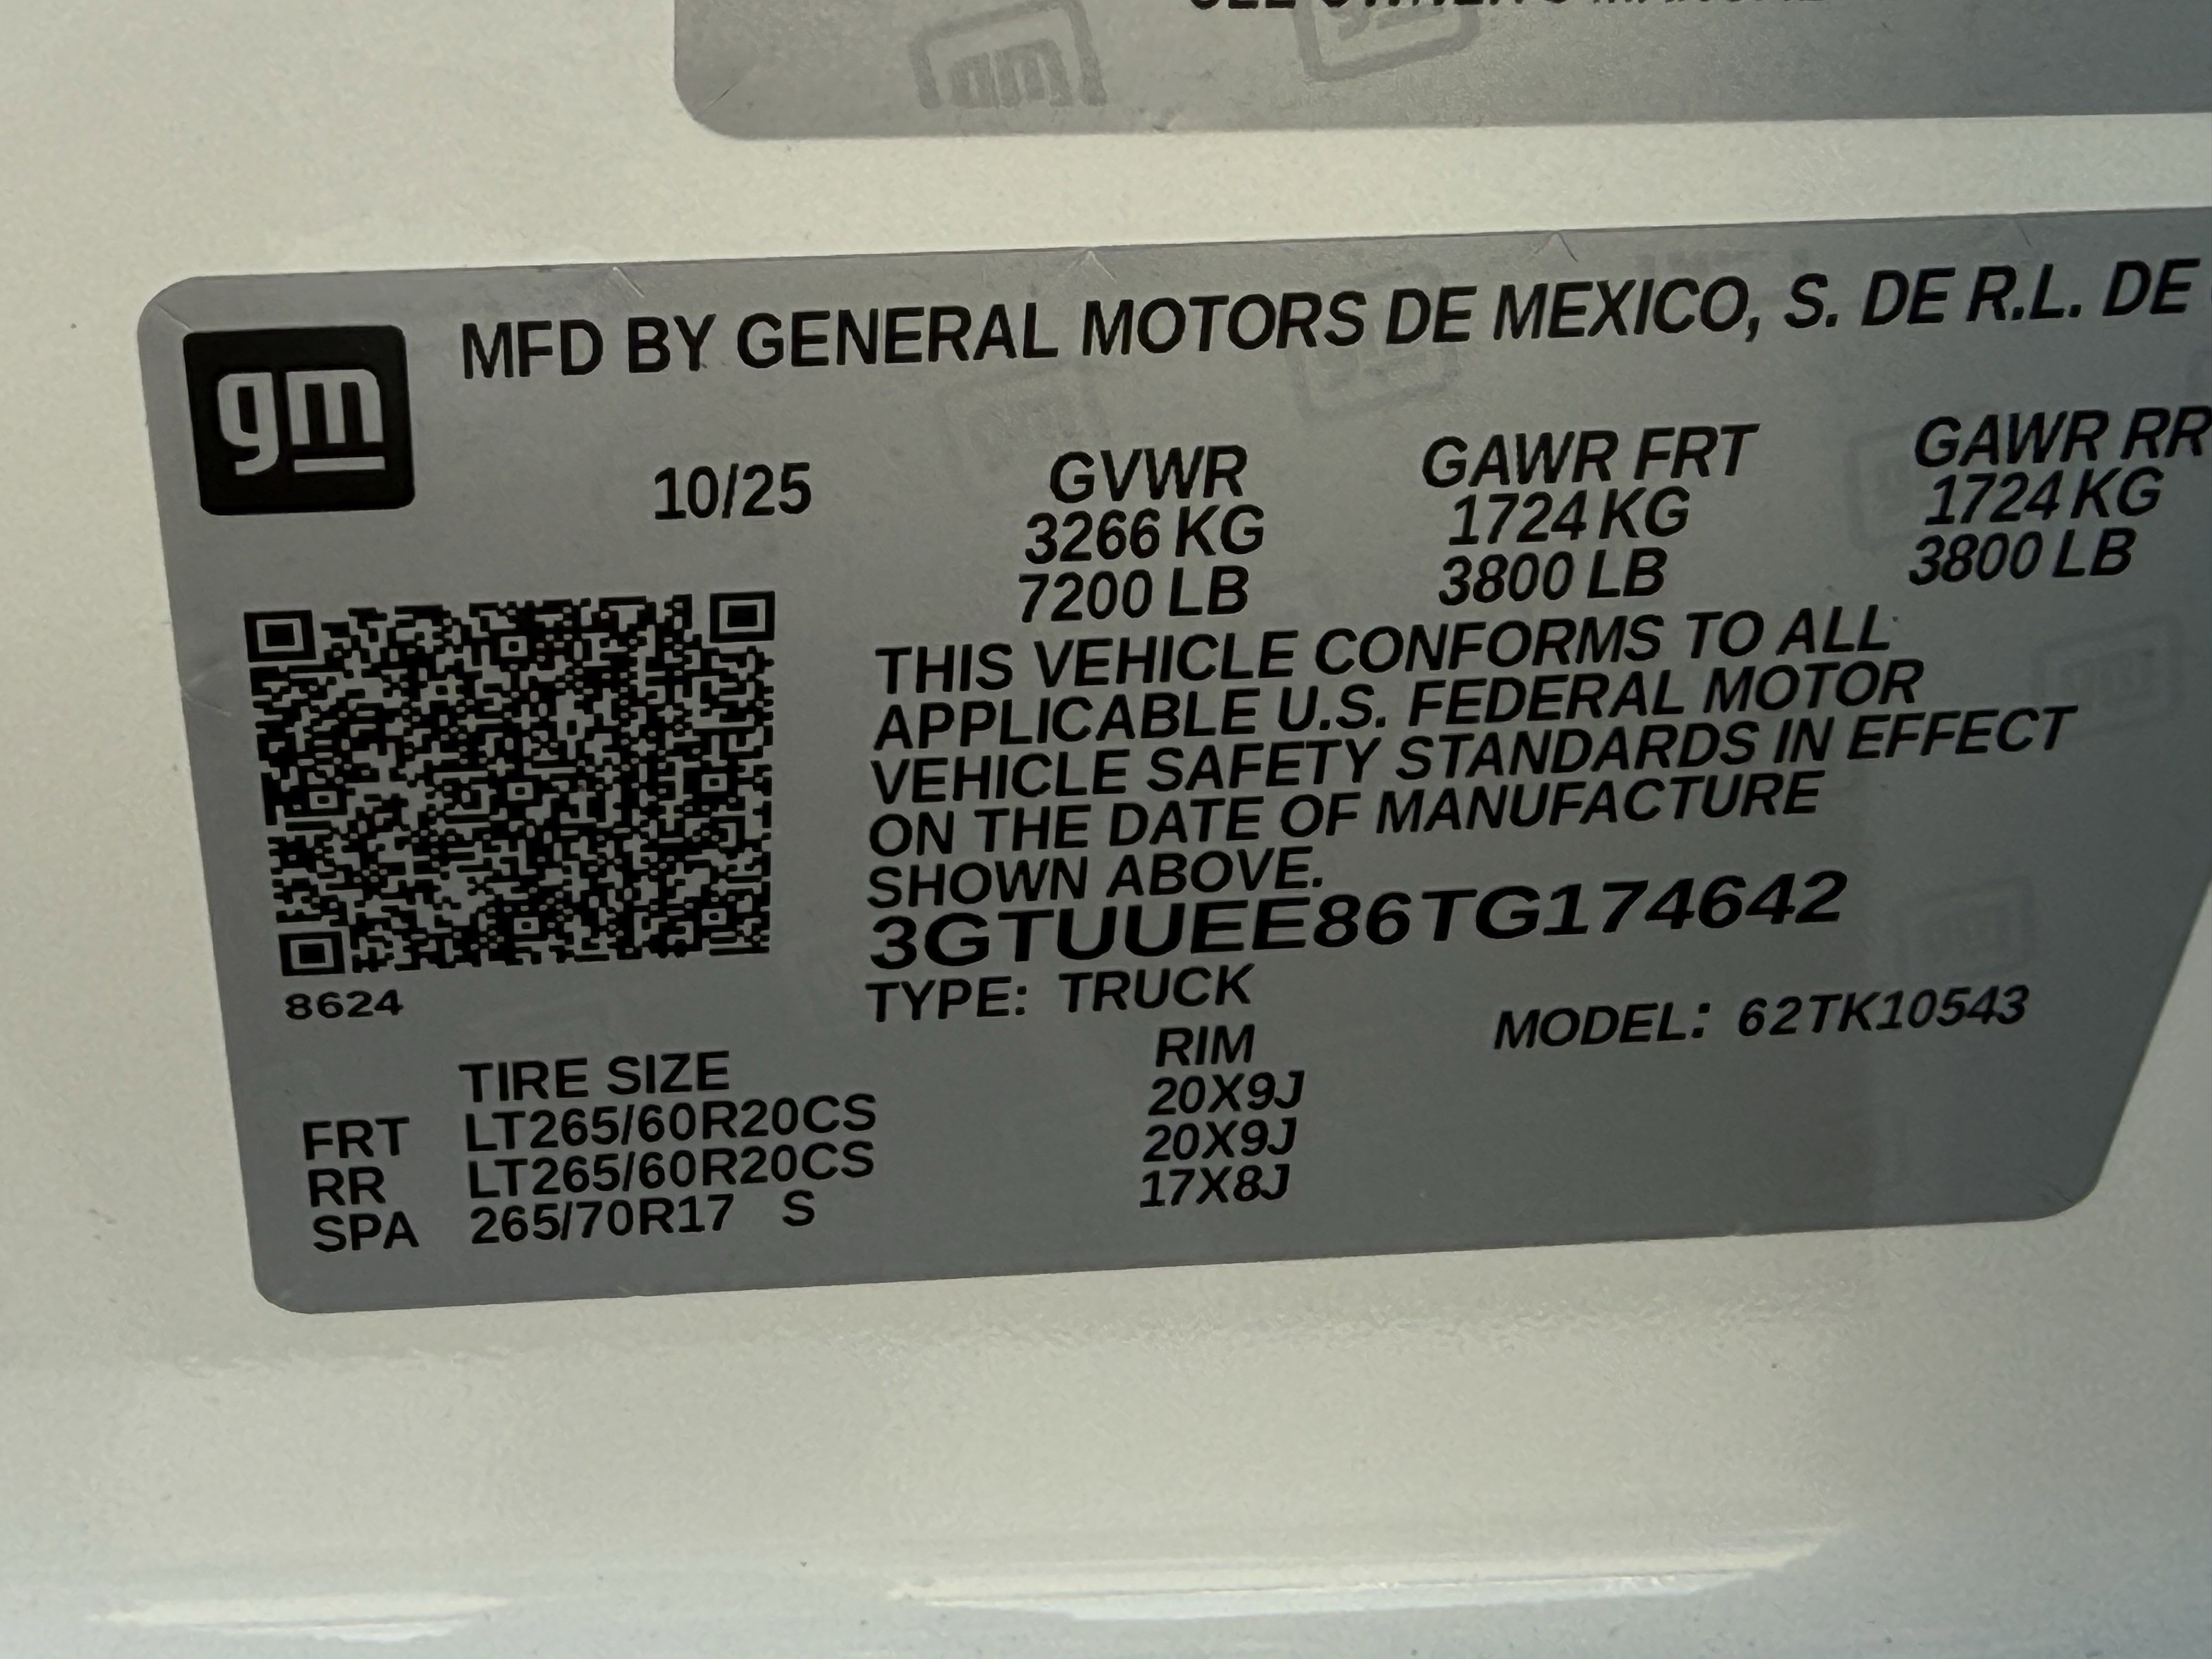 SEE OWNER'S MANUAL
gm
MFD BY GENERAL MOTORS DE MEXICO, S. DE R.L. DE
10/25
GVWR GAWR FRT GAWR RR
3266 KG 1724 KG 1724 KG
7200 LB 3800 LB 3800 LB
THIS VEHICLE CONFORMS TO ALL
APPLICABLE U.S. FEDERAL MOTOR
VEHICLE SAFETY STANDARDS IN EFFECT
ON THE DATE OF MANUFACTURE
SHOWN ABOVE.
3GTUUEE86TG174642
8624
TYPE: TRUCK MODEL: 62TK10543
TIRE SIZE RIM
FRT LT265/60R20CS 20X9J
RR LT265/60R20CS 20X9J
SPA 265/70R17 S 17X8J